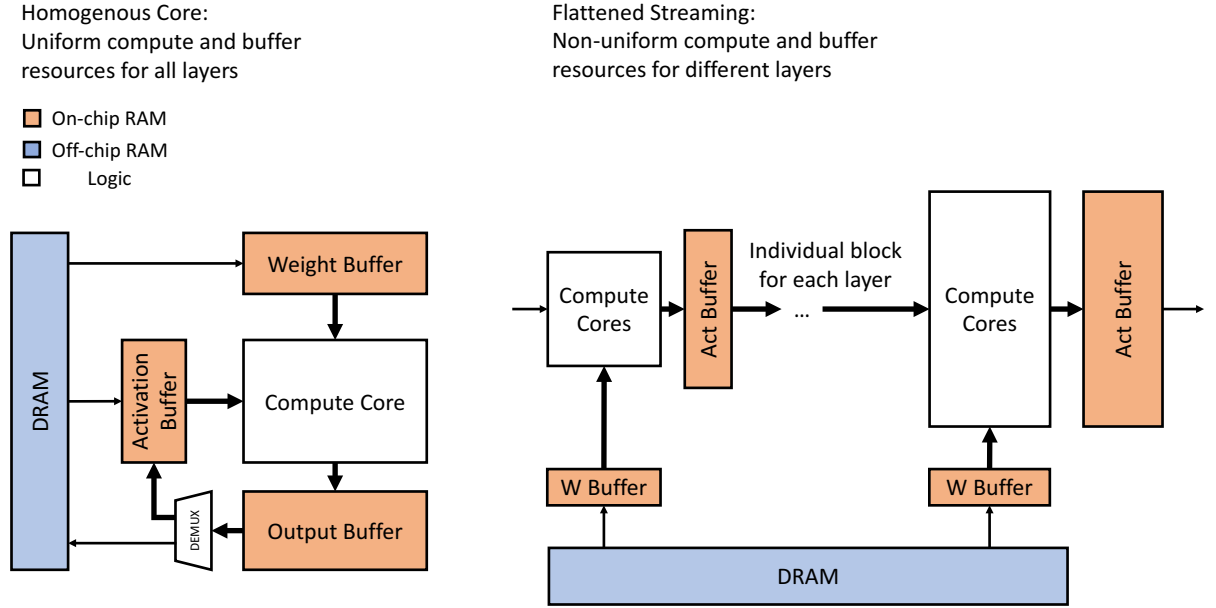 Homogenous Core:
Uniform compute and buffer
resources for all layers
On-chip RAM
Off-chip RAM
Logic
DRAM
Weight Buffer
Activation
Buffer
Compute Core
DEMUX
Output Buffer
Flattened Streaming:
Non-uniform compute and buffer
resources for different layers
Compute
Cores
Act Buffer
Individual block
for each layer
...
Compute
Cores
Act Buffer
W Buffer
W Buffer
DRAM